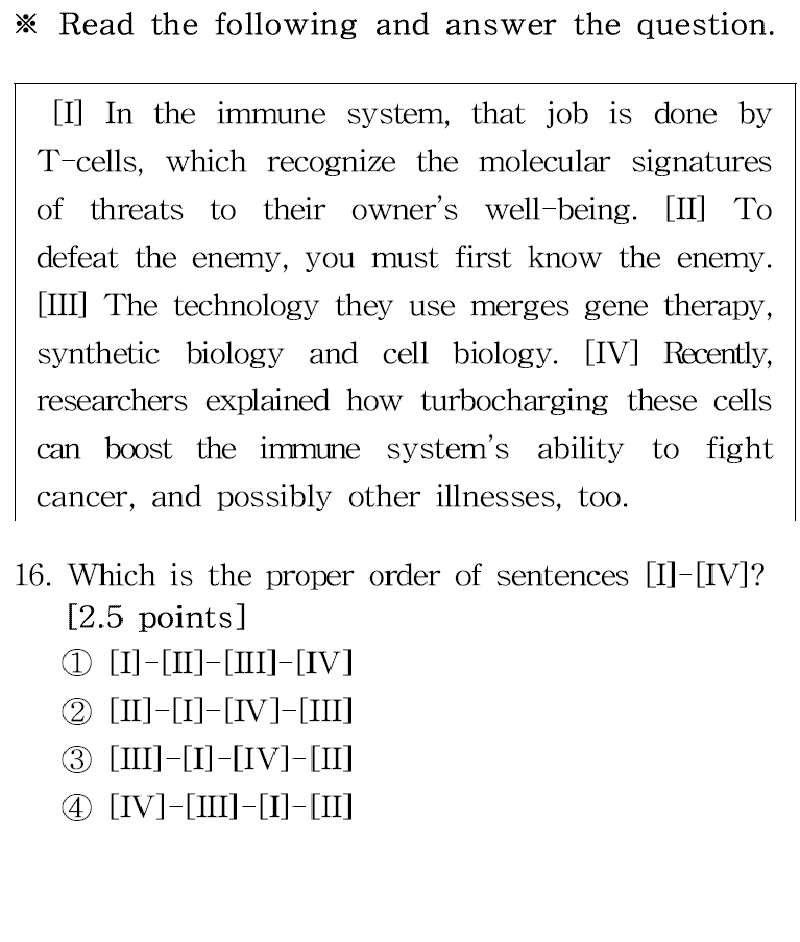 ※ Read the following and answer the question.
[Ⅰ] In the immune system, that job is done by
T-cells, which recognize the molecular signatures
of threats to their owner's well-being. [Ⅱ] To
defeat the enemy, you must first know the enemy.
[Ⅲ] The technology they use merges gene therapy,
synthetic biology and cell biology. [Ⅳ] Recently,
researchers explained how turbocharging these cells
can boost the immune system's ability to fight
cancer, and possibly other illnesses, too.
16. Which is the proper order of sentences [Ⅰ]-[Ⅳ]?
[2.5 points]
① [Ⅰ]-[Ⅱ]-[Ⅲ]-[Ⅳ]
② [Ⅱ]-[Ⅰ]-[Ⅳ]-[Ⅲ]
③ [Ⅲ]-[Ⅰ]-[Ⅳ]-[Ⅱ]
④ [Ⅳ]-[Ⅲ]-[Ⅰ]-[Ⅱ]